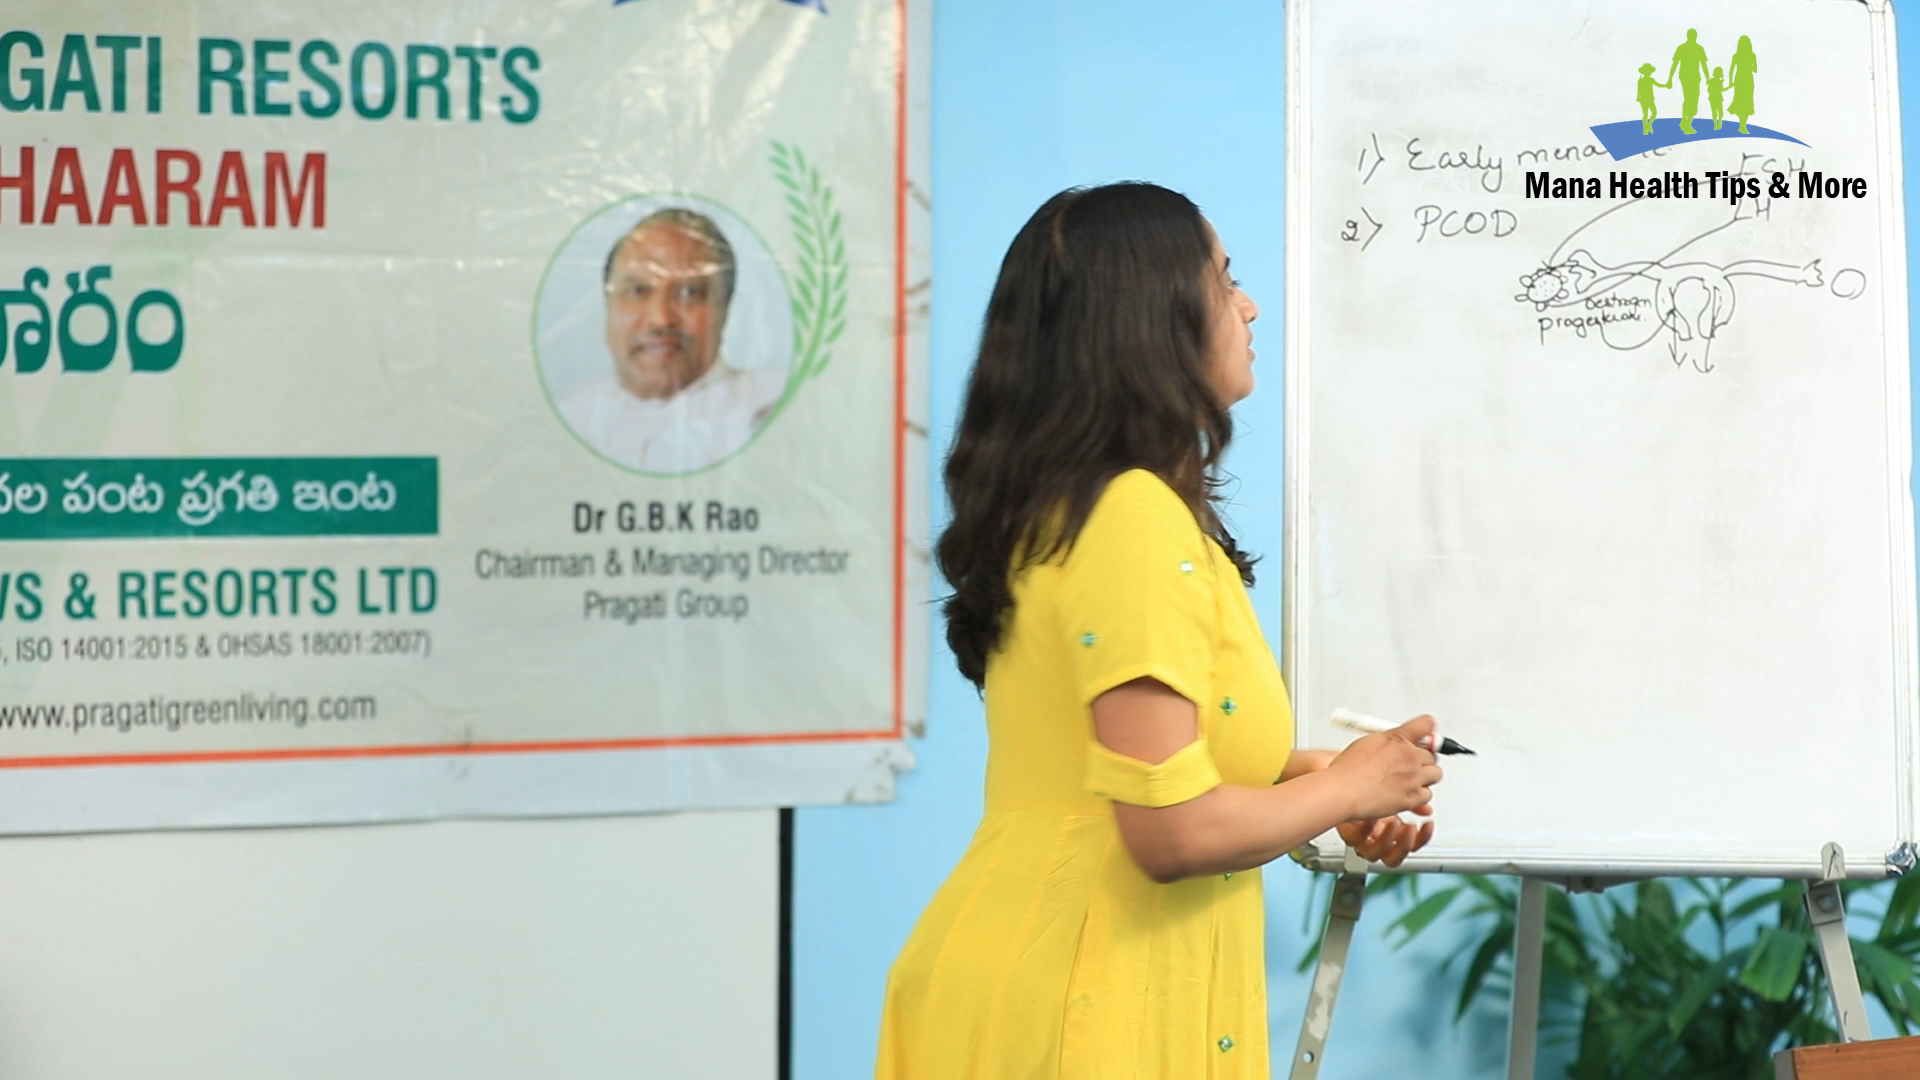 GATI RESORTS
HAARAM
పంట ప్రగతి ఇంట
& RESORTS LTD
ISO 14001:2015 & OHSAS 18001:2007)
www.pragatigreenliving.com
Dr G.B.K Rao
Chairman & Managing Director
Pragati Group
Mana Health Tips & More
1) Early
2) PCOD
FSH
LH
oestrogen
progesterone.